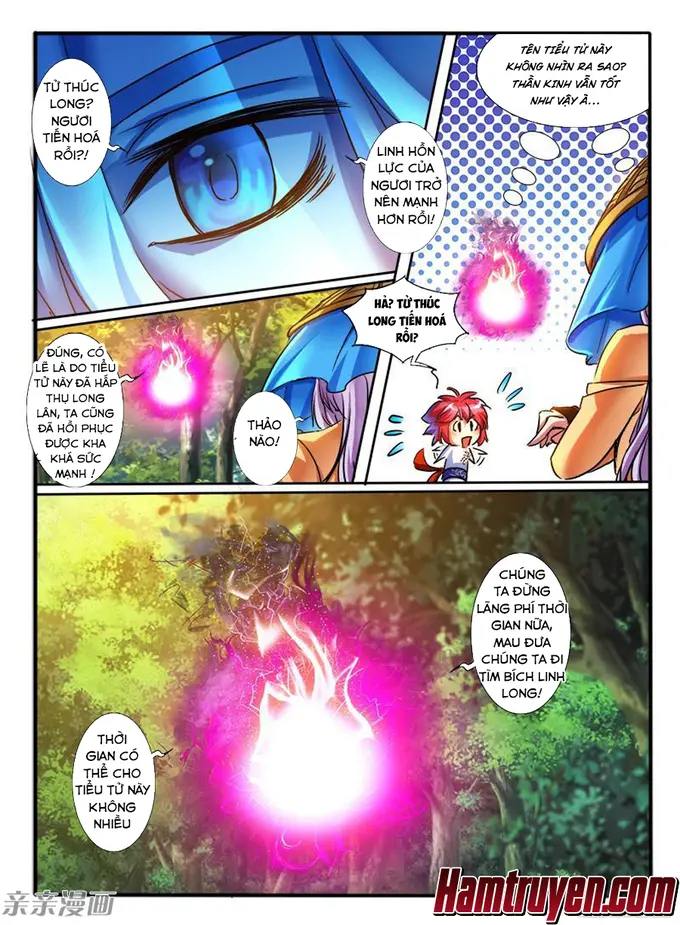 TỬ THÚC
LONG?
NGƯƠI
TIẾN HOÁ
RỒI?!
LINH HỒN
LỰC CỦA
NGƯƠI TRỞ
NÊN MẠNH
HƠN RỒI!
TÊN TIỂU TỬ NÀY
KHÔNG NHÌN RA SAO?
THẦN KINH VẪN TỐT
NHƯ VẬY À...
HẢ? TỬ THÚC
LONG TIẾN HOÁ
RỒI?
ĐÚNG, CÓ
LẼ LÀ DO TIỂU
TỬ NÀY ĐÃ HẤP
THỤ LONG
LÂN, TA CŨNG
ĐÃ HỒI PHỤC
ĐƯỢC KHA
KHÁ SỨC
MẠNH !
THẢO
NÀO!
CHÚNG
TA ĐỪNG
LÃNG PHÍ THỜI
GIAN NỮA,
MAU ĐƯA
CHÚNG TA ĐI
TÌM BÍCH LINH
LONG!
THỜI
GIAN CÓ
THỂ CHO
TIỂU TỬ NÀY
KHÔNG
NHIỀU
亲亲漫画
Hamtruyen.com